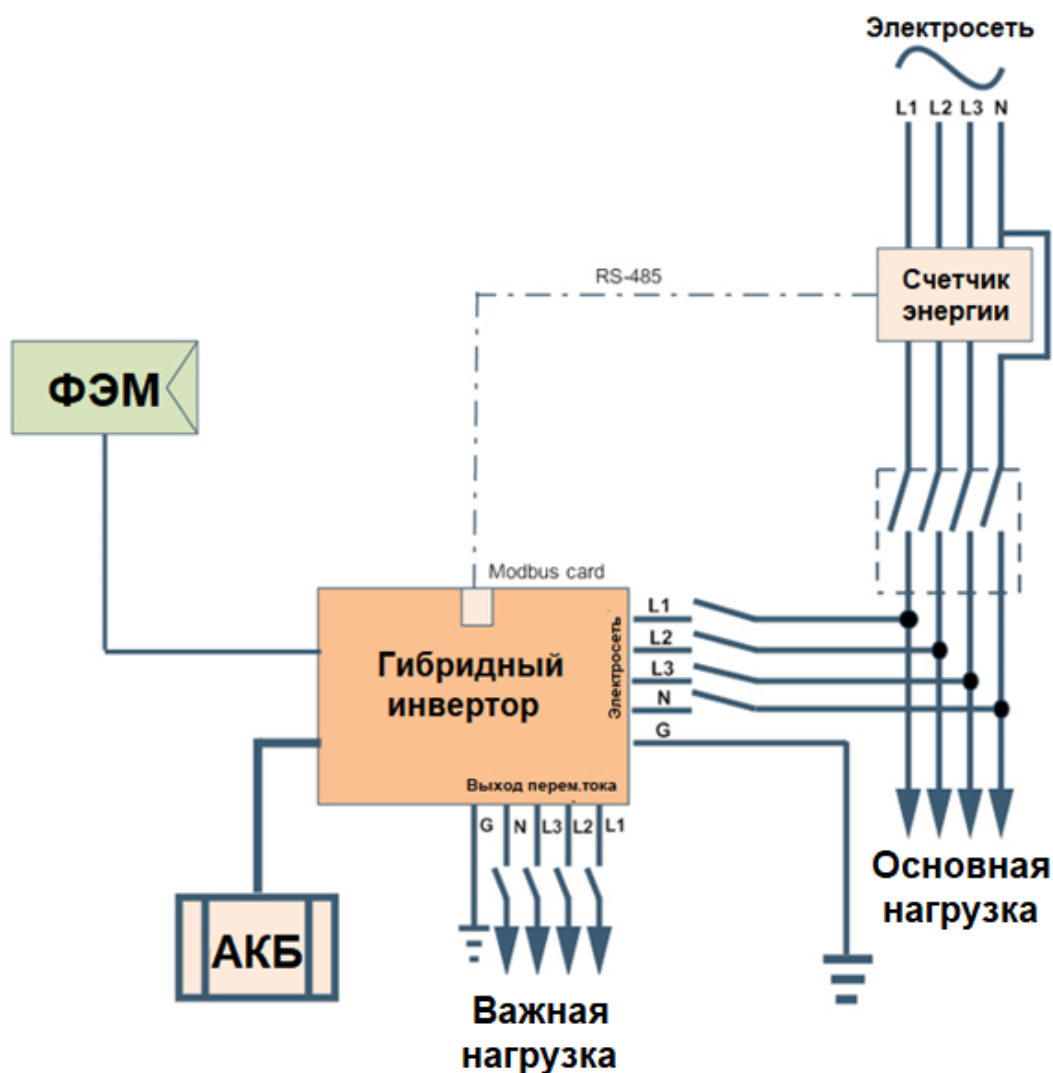 Электросеть
L1 L2 L3 N
RS-485
Счетчик
энергии
ФЭМ
Modbus card
L1
L2
L3
N
G
Электросеть
Гибридный
инвертор
Выход перем.тока
G N L3 L2 L1
Основная
нагрузка
АКБ
Важная
нагрузка